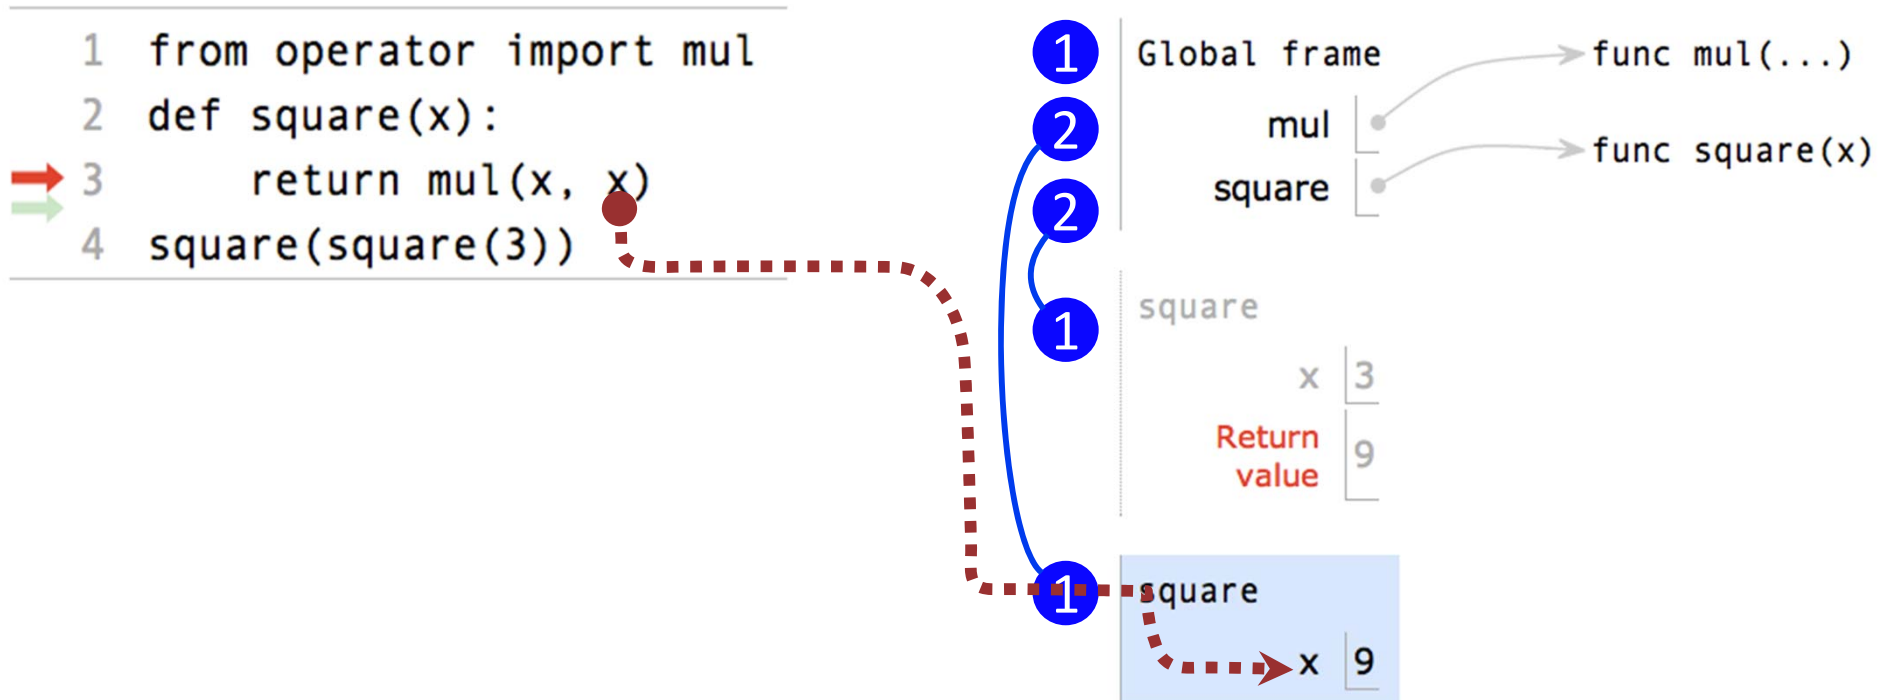 1 from operator import mul
2 def square(x):
3 return mul(x, x)
4 square(square(3))
1 Global frame
2 mul
2 square
func mul(...)
func square(x)
1 square
x 3
Return
value 9
1 square
x 9